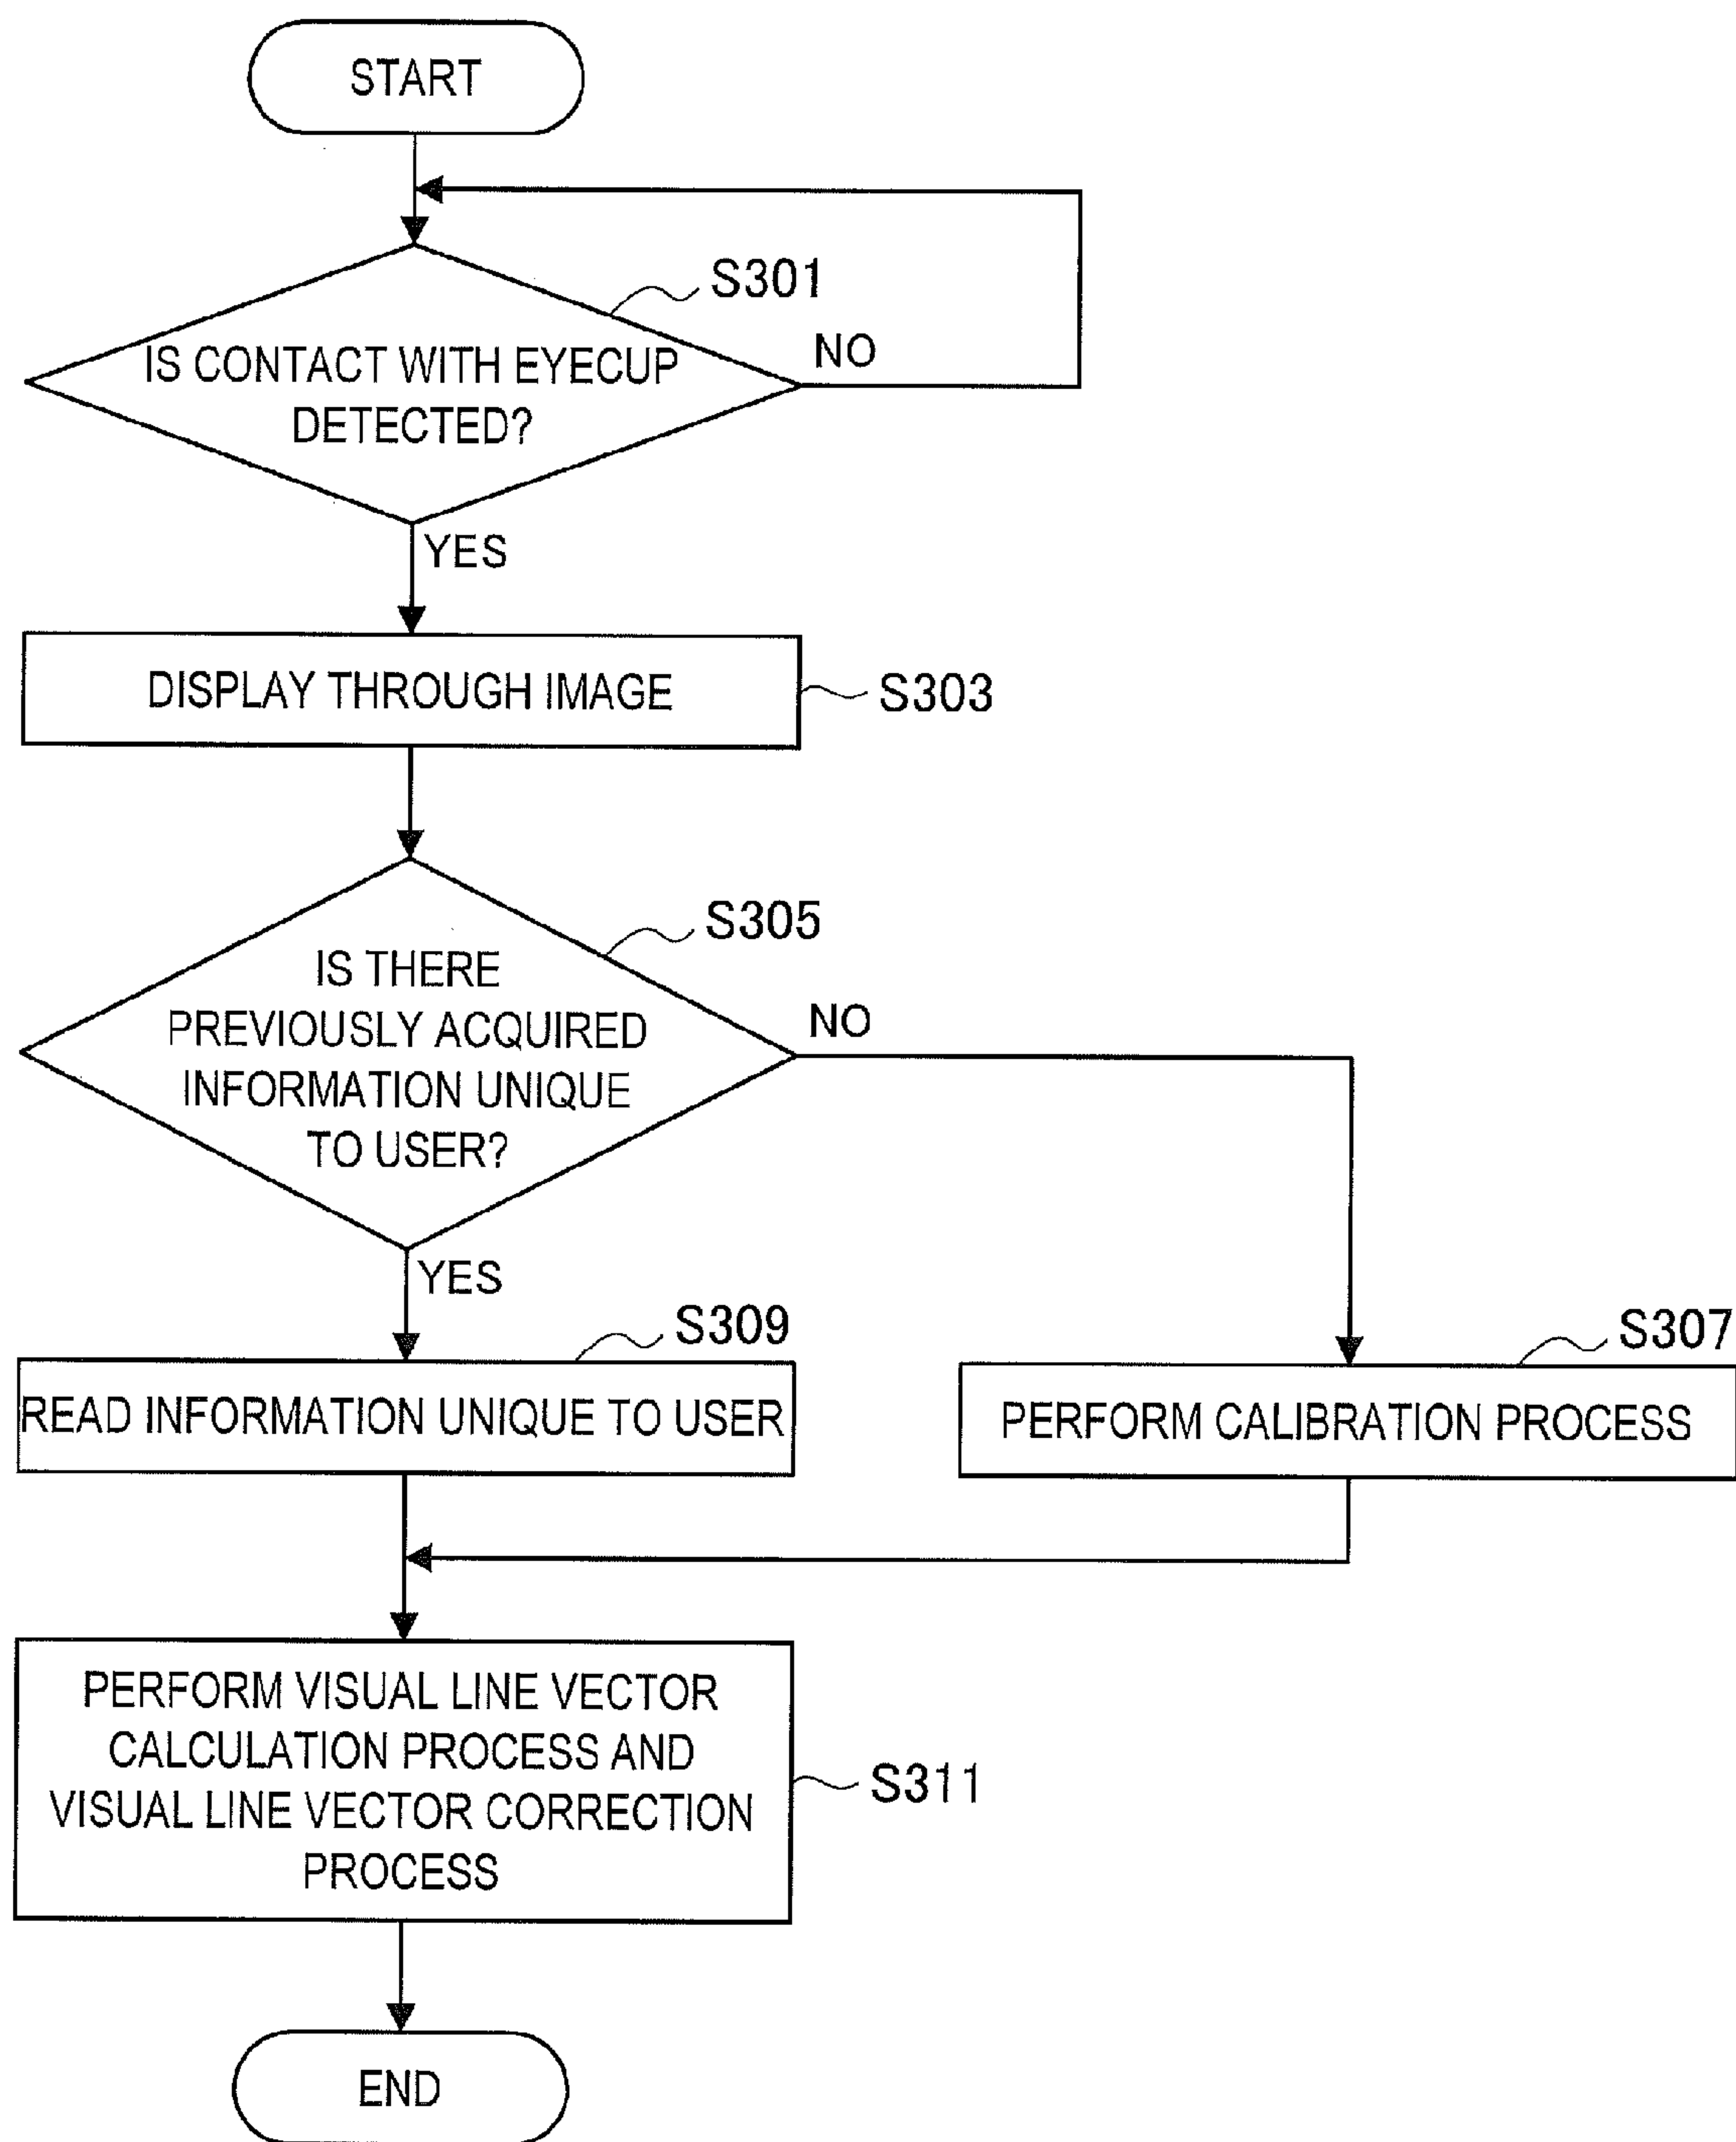 START
S301
IS CONTACT WITH EYECUP
DETECTED?
NO
YES
DISPLAY THROUGH IMAGE
S303
S305
IS THERE
PREVIOUSLY ACQUIRED
INFORMATION UNIQUE
TO USER?
NO
YES
S309
READ INFORMATION UNIQUE TO USER
S307
PERFORM CALIBRATION PROCESS
PERFORM VISUAL LINE VECTOR
CALCULATION PROCESS AND
VISUAL LINE VECTOR CORRECTION
PROCESS
S311
END